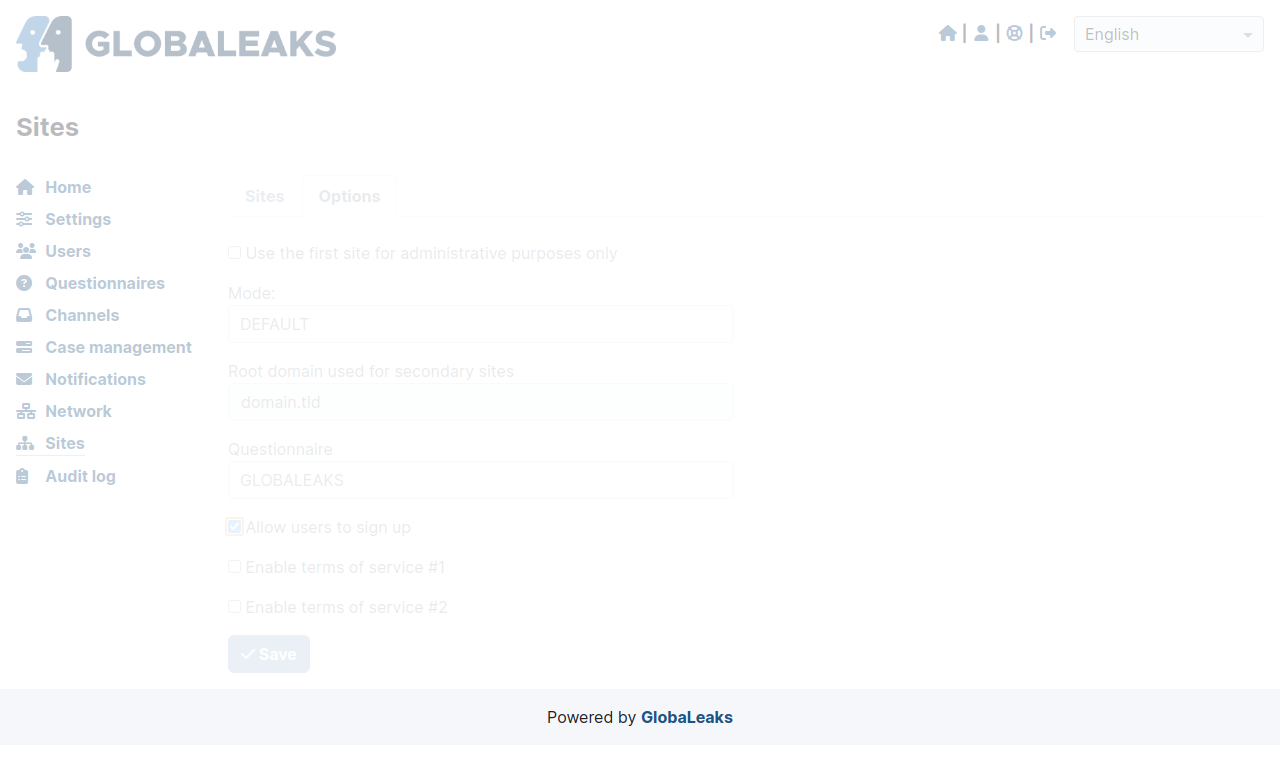 GLOBALEAKS
| | |
English
Sites
Home
Settings
Users
Questionnaires
Channels
Case management
Notifications
Network
Sites
Audit log
Sites Options
Use the first site for administrative purposes only
Mode:
DEFAULT
Root domain used for secondary sites
domain.tld
Questionnaire
GLOBALEAKS
Allow users to sign up
Enable terms of service #1
Enable terms of service #2
Save
Powered by GlobaLeaks